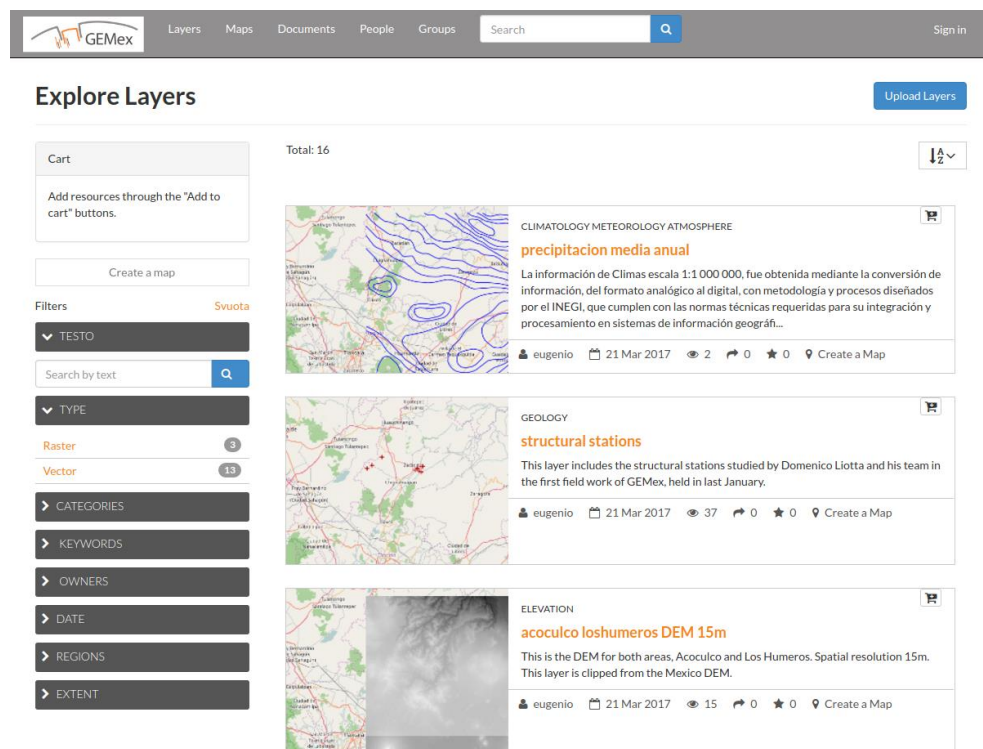 GEMex
Layers
Maps
Documents
People
Groups
Search
Sign in
Explore Layers
Upload Layers
Cart
Add resources through the "Add to
cart" buttons.
Create a map
Filters
Svuota
TESTO
Search by text
TYPE
Raster
3
Vector
13
CATEGORIES
KEYWORDS
OWNERS
DATE
REGIONS
EXTENT
Total: 16
CLIMATOLOGY METEOROLOGY ATMOSPHERE
precipitacion media anual
La información de Climas escala 1:1 000 000, fue obtenida mediante la conversión de
información, del formato analógico al digital, con metodología y procesos diseñados
por el INEGI, que cumplen con las normas técnicas requeridas para su integración y
procesamiento en sistemas de información geográfi...
eugenio 21 Mar 2017 2 0 0 Create a Map
GEOLOGY
structural stations
This layer includes the structural stations studied by Domenico Liotta and his team in
the first field work of GEMex, held in last January.
eugenio 21 Mar 2017 37 0 0 Create a Map
ELEVATION
acoculco loshumeros DEM 15m
This is the DEM for both areas, Acoculco and Los Humeros. Spatial resolution 15m.
This layer is clipped from the Mexico DEM.
eugenio 21 Mar 2017 15 0 0 Create a Map